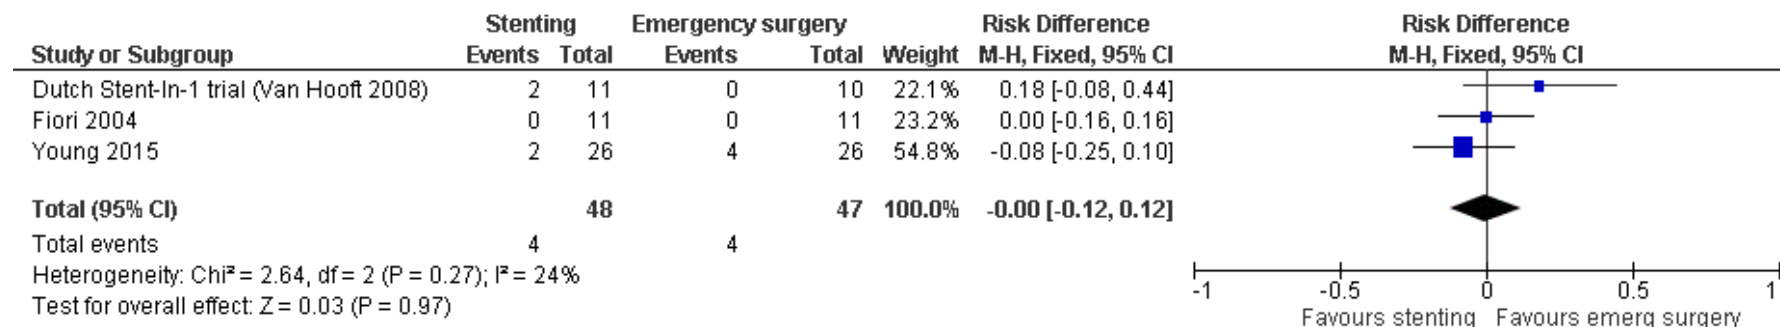 Stenting Emergency surgery Risk Difference Risk Difference
Study or Subgroup Events Total Events Total Weight M-H, Fixed, 95% CI M-H, Fixed, 95% CI
Dutch Stent-In-1 trial (Van Hooft 2008) 2 11 0 10 22.1% 0.18 [-0.08, 0.44]
Fiori 2004 0 11 0 11 23.2% 0.00 [-0.16, 0.16]
Young 2015 2 26 4 26 54.8% -0.08 [-0.25, 0.10]
Total (95% CI) 48 47 100.0% -0.00 [-0.12, 0.12]
Total events 4 4
Heterogeneity: Chi² = 2.64, df = 2 (P = 0.27); I² = 24%
Test for overall effect: Z = 0.03 (P = 0.97)
-1 -0.5 0 0.5 1
Favours stenting Favours emerg surgery